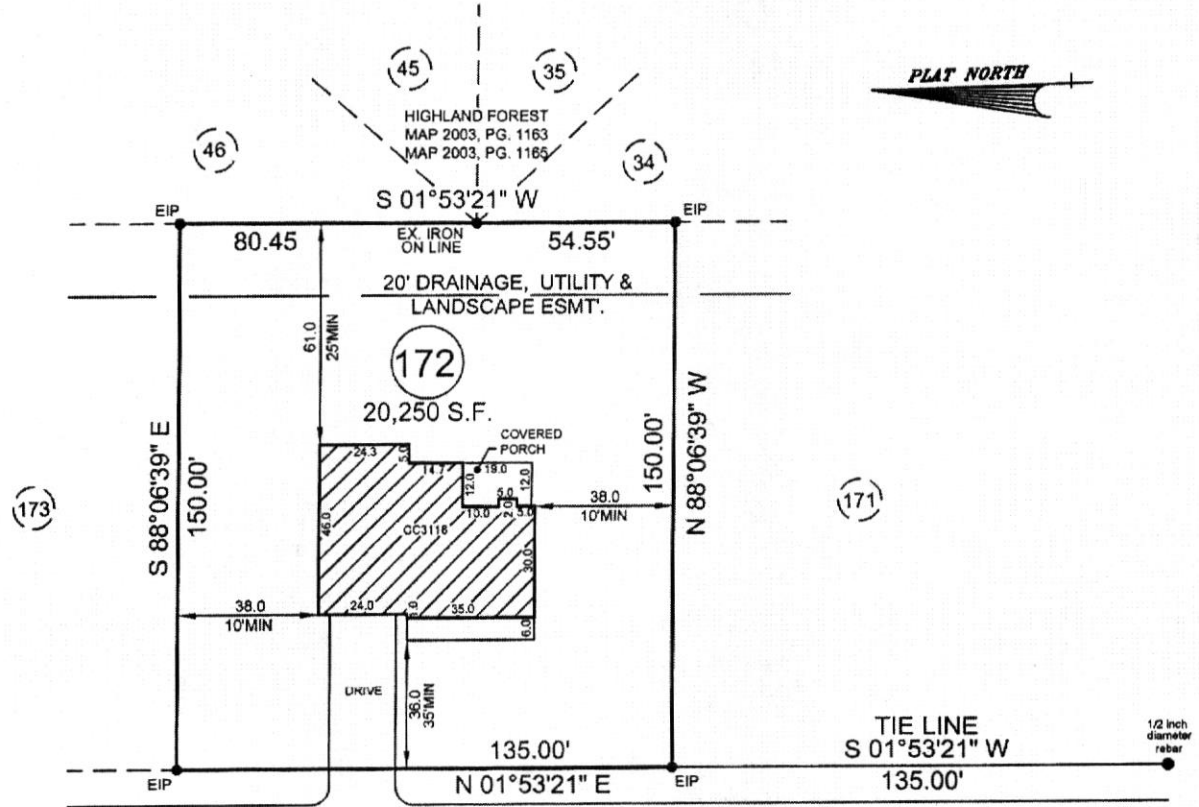 45
35
PLAT NORTH
HIGHLAND FOREST
MAP 2003, PG. 1163
MAP 2003, PG. 1165
46
34
S 01°53'21" W
EIP
EIP
80.45
EX. IRON
ON LINE
54.55'
20' DRAINAGE, UTILITY &
LANDSCAPE ESMT'.
61.0
25'MIN
172
20,250 S.F.
COVERED
PORCH
24.3
5.0
14.7
19.0
12.0
12.0
5.0
10.0
2.0
5.0
38.0
10'MIN
S 88°06'39" E
150.00'
150.00'
N 88°06'39" W
173
171
46.0
CC3116
30.0
38.0
10'MIN
24.0
35.0
6.0
DRIVE
36.0
35'MIN
135.00'
N 01°53'21" E
EIP
EIP
TIE LINE
S 01°53'21" W
135.00'
1/2 inch
diameter
rebar